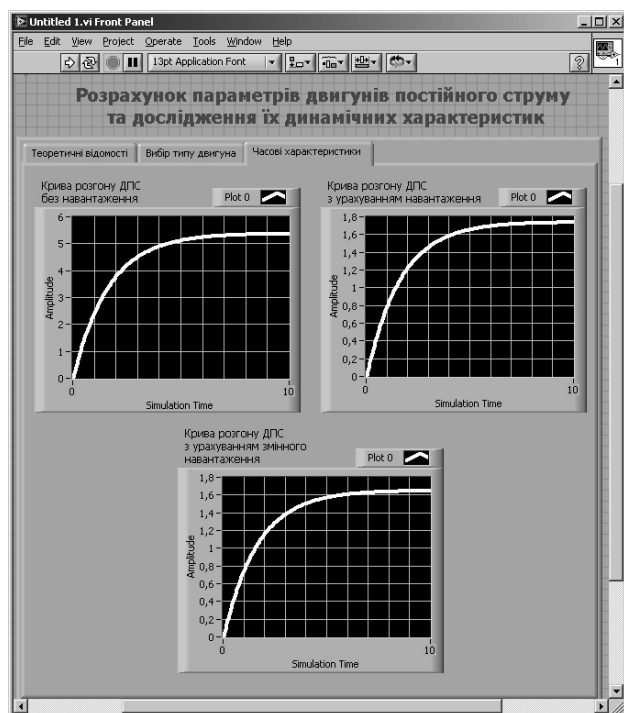 Untitled 1.vi Front Panel
File Edit View Project Operate Tools Window Help
13pt Application Font
1
Розрахунок параметрів двигунів постійного струму
та дослідження їх динамічних характеристик
Теоретичні відомості Вибір типу двигуна Часові характеристики
Крива розгону ДПС
без навантаження
Plot 0
6
5
4
3
2
1
0
0 10
Amplitude
Simulation Time
Крива розгону ДПС
з урахуванням навантаження
Plot 0
1,8
1,6
1,4
1,2
1
0,8
0,6
0,4
0,2
0
0 10
Amplitude
Simulation Time
Крива розгону ДПС
з урахуванням змінного
навантаження
Plot 0
1,8
1,6
1,4
1,2
1
0,8
0,6
0,4
0,2
0
0 10
Amplitude
Simulation Time